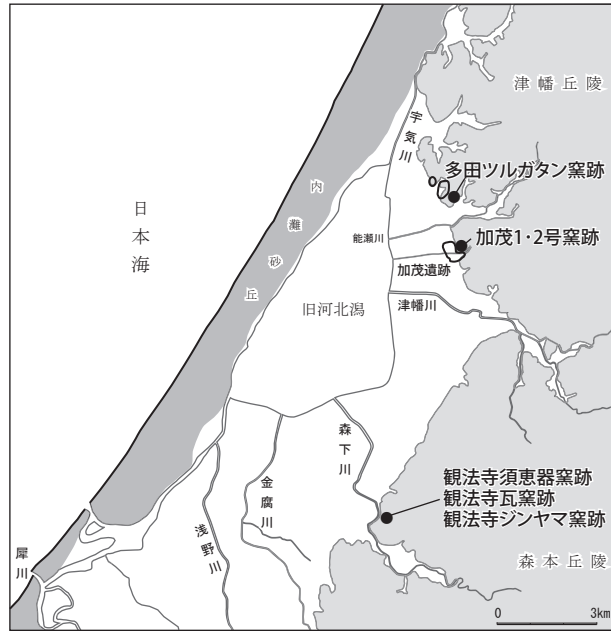 津幡丘陵
宇気川
多田ツルガタン窯跡
内灘砂丘
日本海
能瀬川
加茂1・2号窯跡
加茂遺跡
旧河北潟
津幡川
森下川
金腐川
浅野川
観法寺須恵器窯跡
観法寺瓦窯跡
観法寺ジンヤマ窯跡
犀川
森本丘陵
0 3km